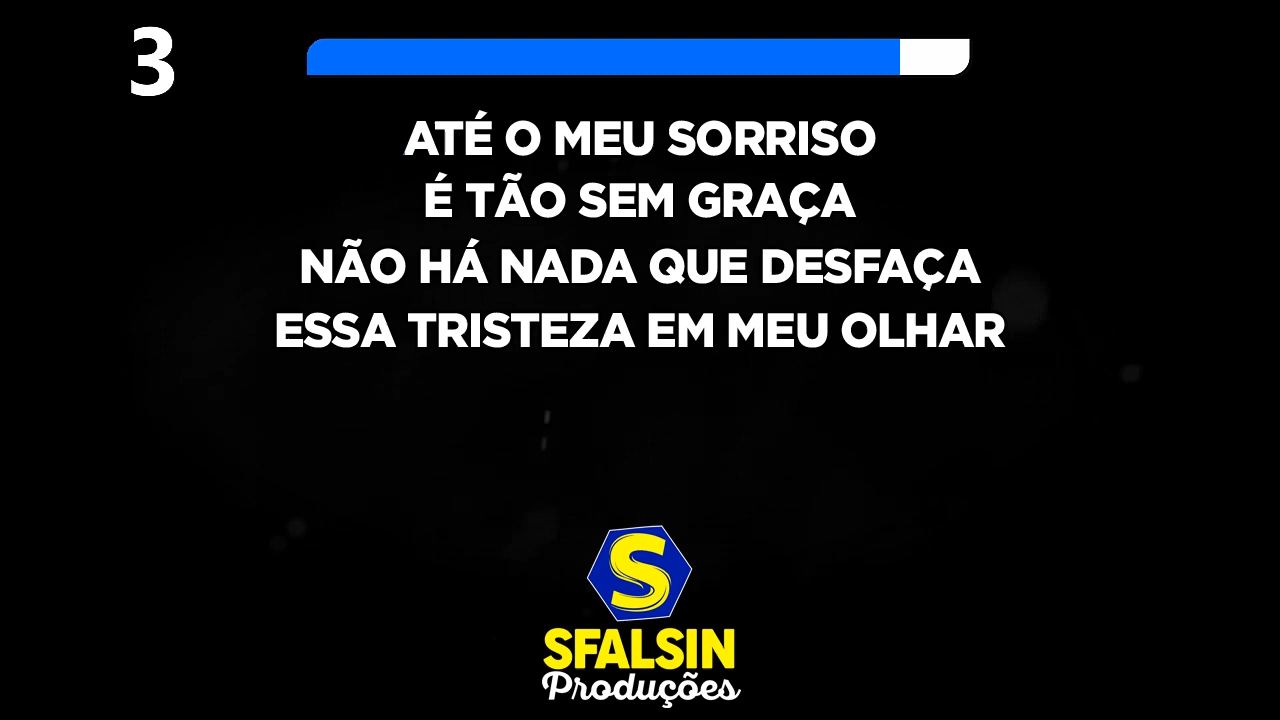 3
ATÉ O MEU SORRISO
É TÃO SEM GRAÇA
NÃO HÁ NADA QUE DESFAÇA
ESSA TRISTEZA EM MEU OLHAR
S
SFALSIN
Produções